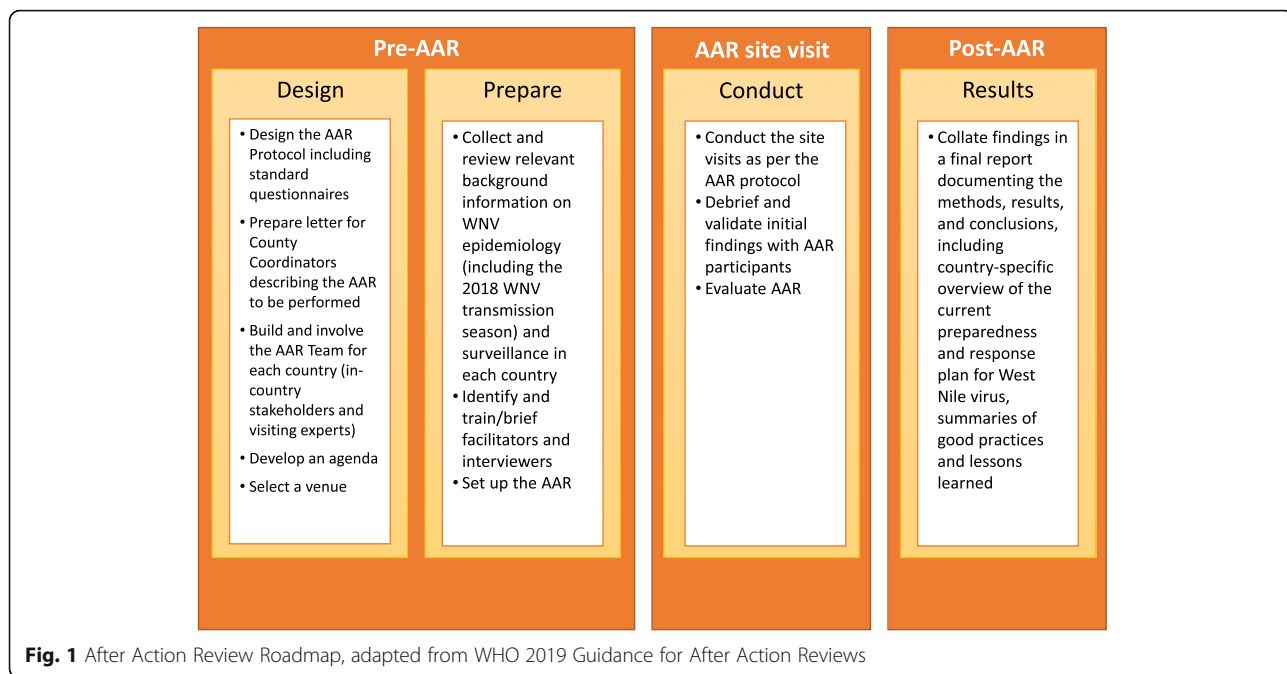 Pre-AAR
Design
• Design the AAR
Protocol including
standard
questionnaires
• Prepare letter for
County
Coordinators
describing the AAR
to be performed
• Build and involve
the AAR Team for
each country (in-
country
stakeholders and
visiting experts)
• Develop an agenda
• Select a venue
Prepare
• Collect and
review relevant
background
information on
WNV
epidemiology
(including the
2018 WNV
transmission
season) and
surveillance in
each country
• Identify and
train/brief
facilitators and
interviewers
• Set up the AAR
AAR site visit
Conduct
• Conduct the site
visits as per the
AAR protocol
• Debrief and
validate initial
findings with AAR
participants
• Evaluate AAR
Post-AAR
Results
• Collate findings in
a final report
documenting the
methods, results,
and conclusions,
including
country-specific
overview of the
current
preparedness
and response
plan for West
Nile virus,
summaries of
good practices
and lessons
learned
Fig. 1 After Action Review Roadmap, adapted from WHO 2019 Guidance for After Action Reviews